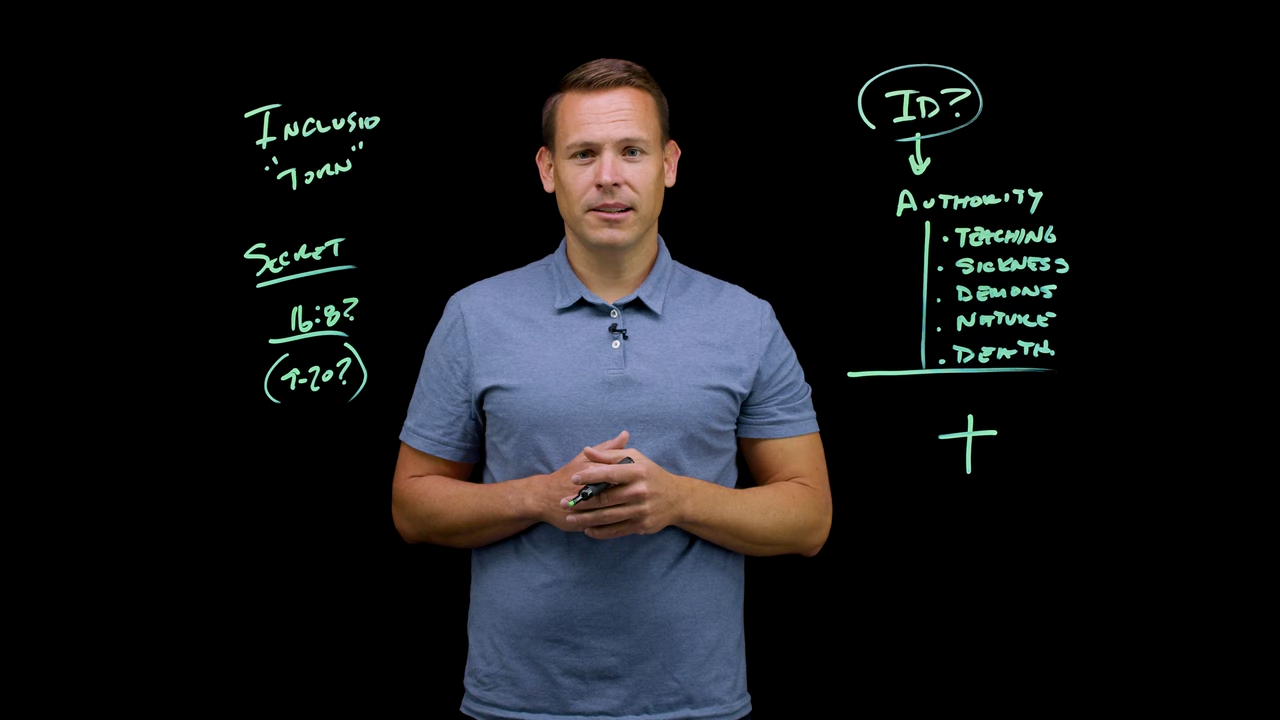 INCLUSIO
"TORN"
SECRET
16:8?
(9-20?)
ID?
AUTHORITY
• TEACHING
• SICKNESS
• DEMONS
• NATURE
• DEATH